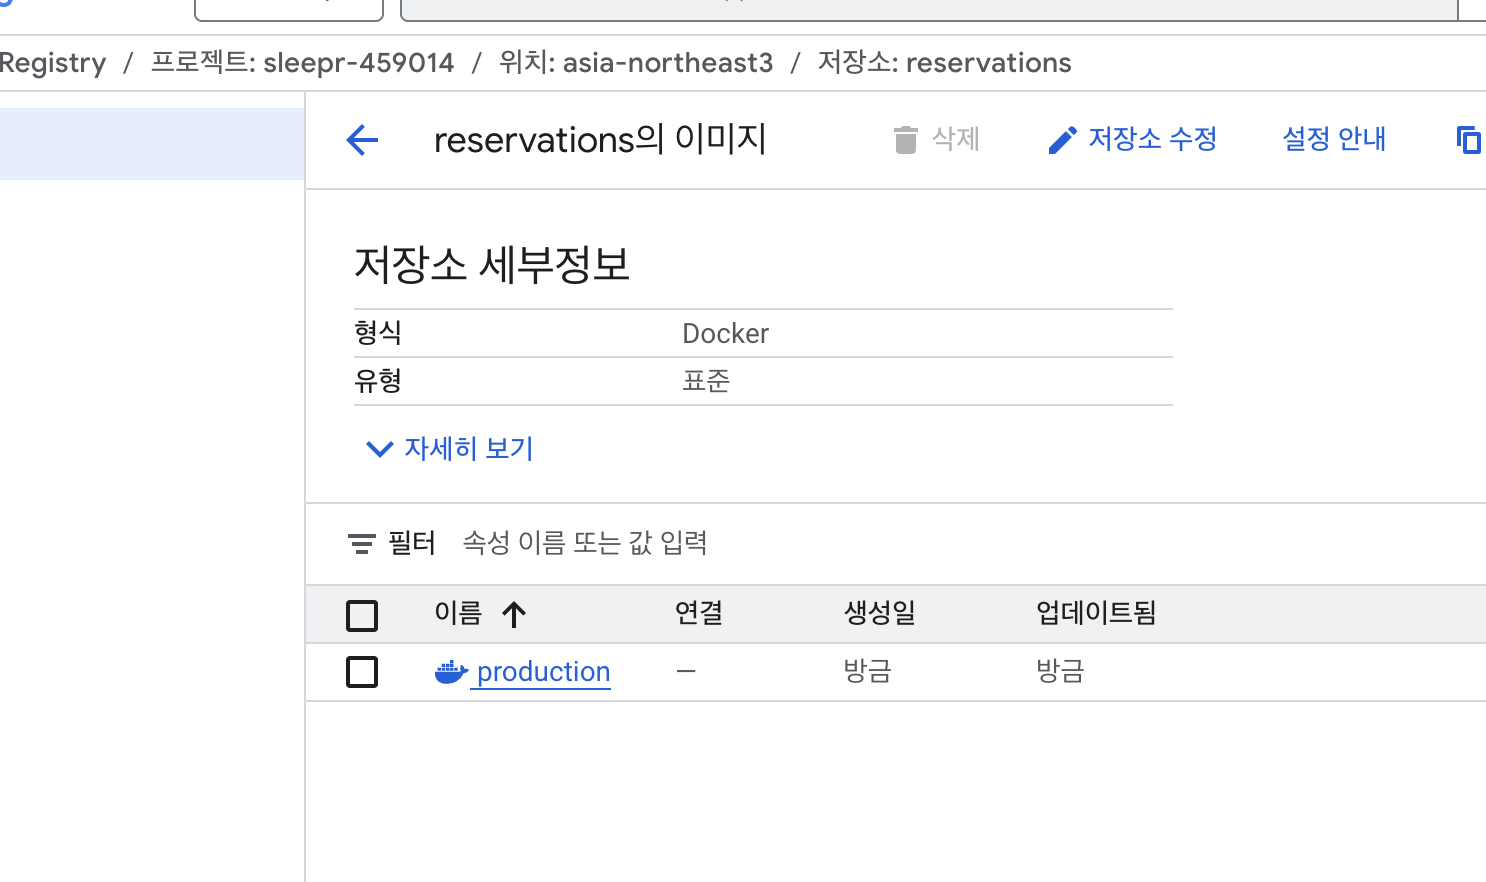 Registry / 프로젝트: sleepr-459014 / 위치: asia-northeast3 / 저장소: reservations
reservations의 이미지
삭제
저장소 수정
설정 안내
저장소 세부정보
형식 Docker
유형 표준
자세히 보기
필터 속성 이름 또는 값 입력
이름 연결 생성일 업데이트됨
production — 방금 방금